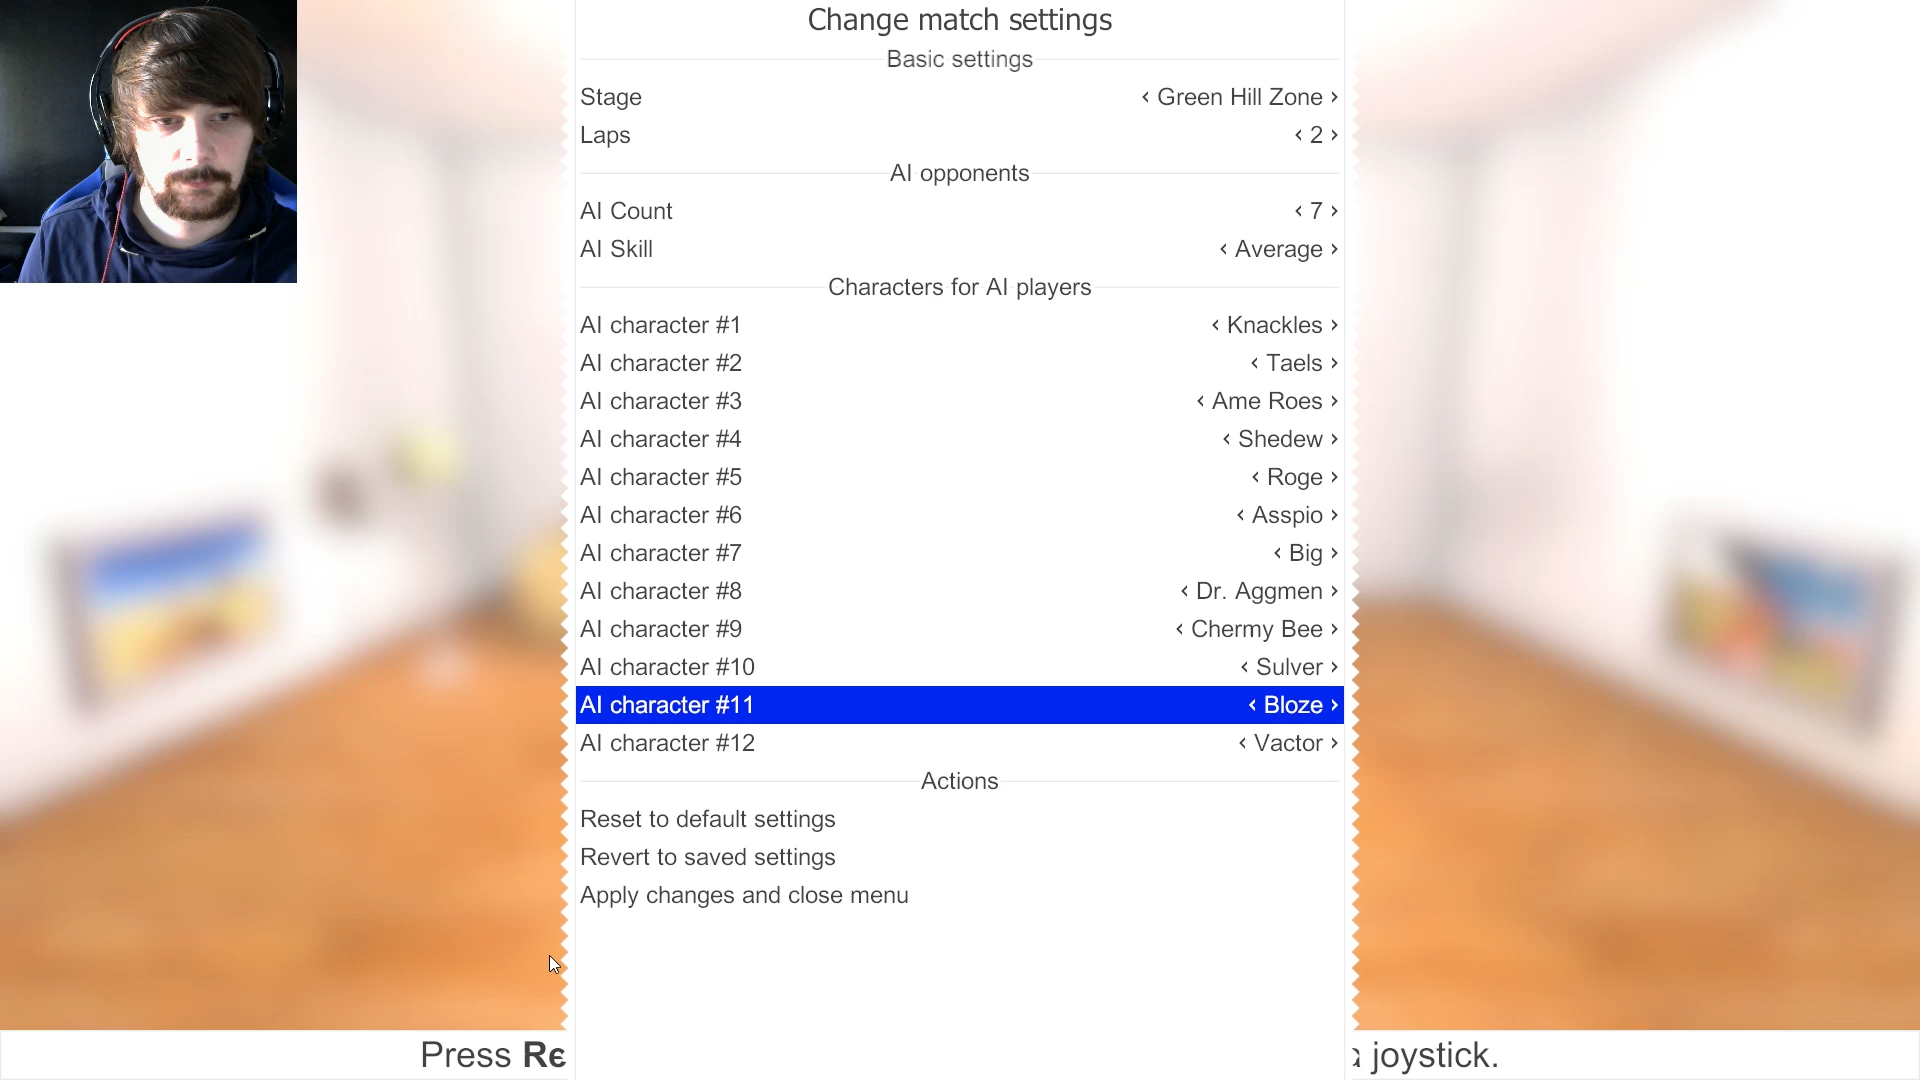 Change match settings
Basic settings
Stage ‹ Green Hill Zone ›
Laps ‹ 2 ›
AI opponents
AI Count ‹ 7 ›
AI Skill ‹ Average ›
Characters for AI players
AI character #1 ‹ Knackles ›
AI character #2 ‹ Taels ›
AI character #3 ‹ Ame Roes ›
AI character #4 ‹ Shedew ›
AI character #5 ‹ Roge ›
AI character #6 ‹ Asspio ›
AI character #7 ‹ Big ›
AI character #8 ‹ Dr. Aggmen ›
AI character #9 ‹ Chermy Bee ›
AI character #10 ‹ Sulver ›
AI character #11 ‹ Bloze ›
AI character #12 ‹ Vactor ›
Actions
Reset to default settings
Revert to saved settings
Apply changes and close menu
Press joystick.